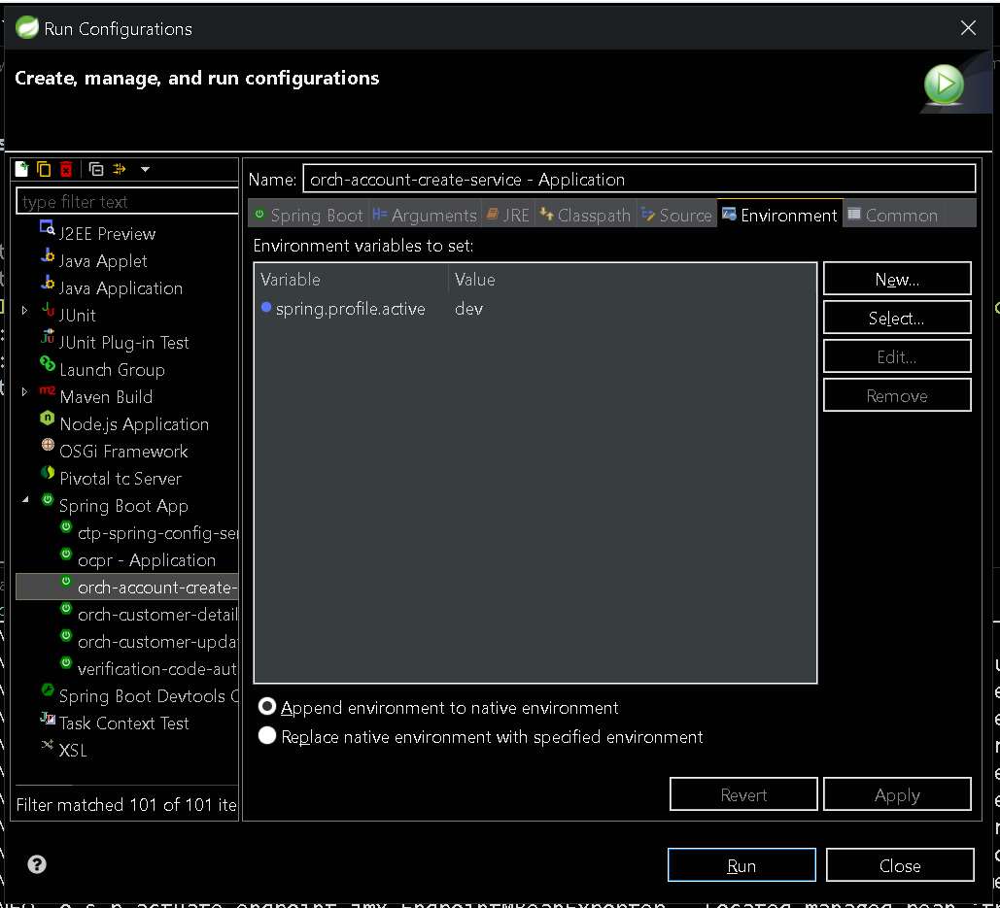 Run Configurations
Create, manage, and run configurations
Name: orch-account-create-service - Application
type filter text
Spring Boot Arguments JRE Classpath Source Environment Common
J2EE Preview
Java Applet
Java Application
JUnit
JUnit Plug-in Test
Launch Group
Maven Build
Node.js Application
OSGi Framework
Pivotal tc Server
Spring Boot App
ctp-spring-config-ser
ocpr - Application
orch-account-create-
orch-customer-detail
orch-customer-upda
verification-code-aut
Spring Boot Devtools C
Task Context Test
XSL
Filter matched 101 of 101 ite
Environment variables to set:
Variable Value
spring.profile.active dev
New...
Select...
Edit...
Remove
Append environment to native environment
Replace native environment with specified environment
Revert Apply
Run Close